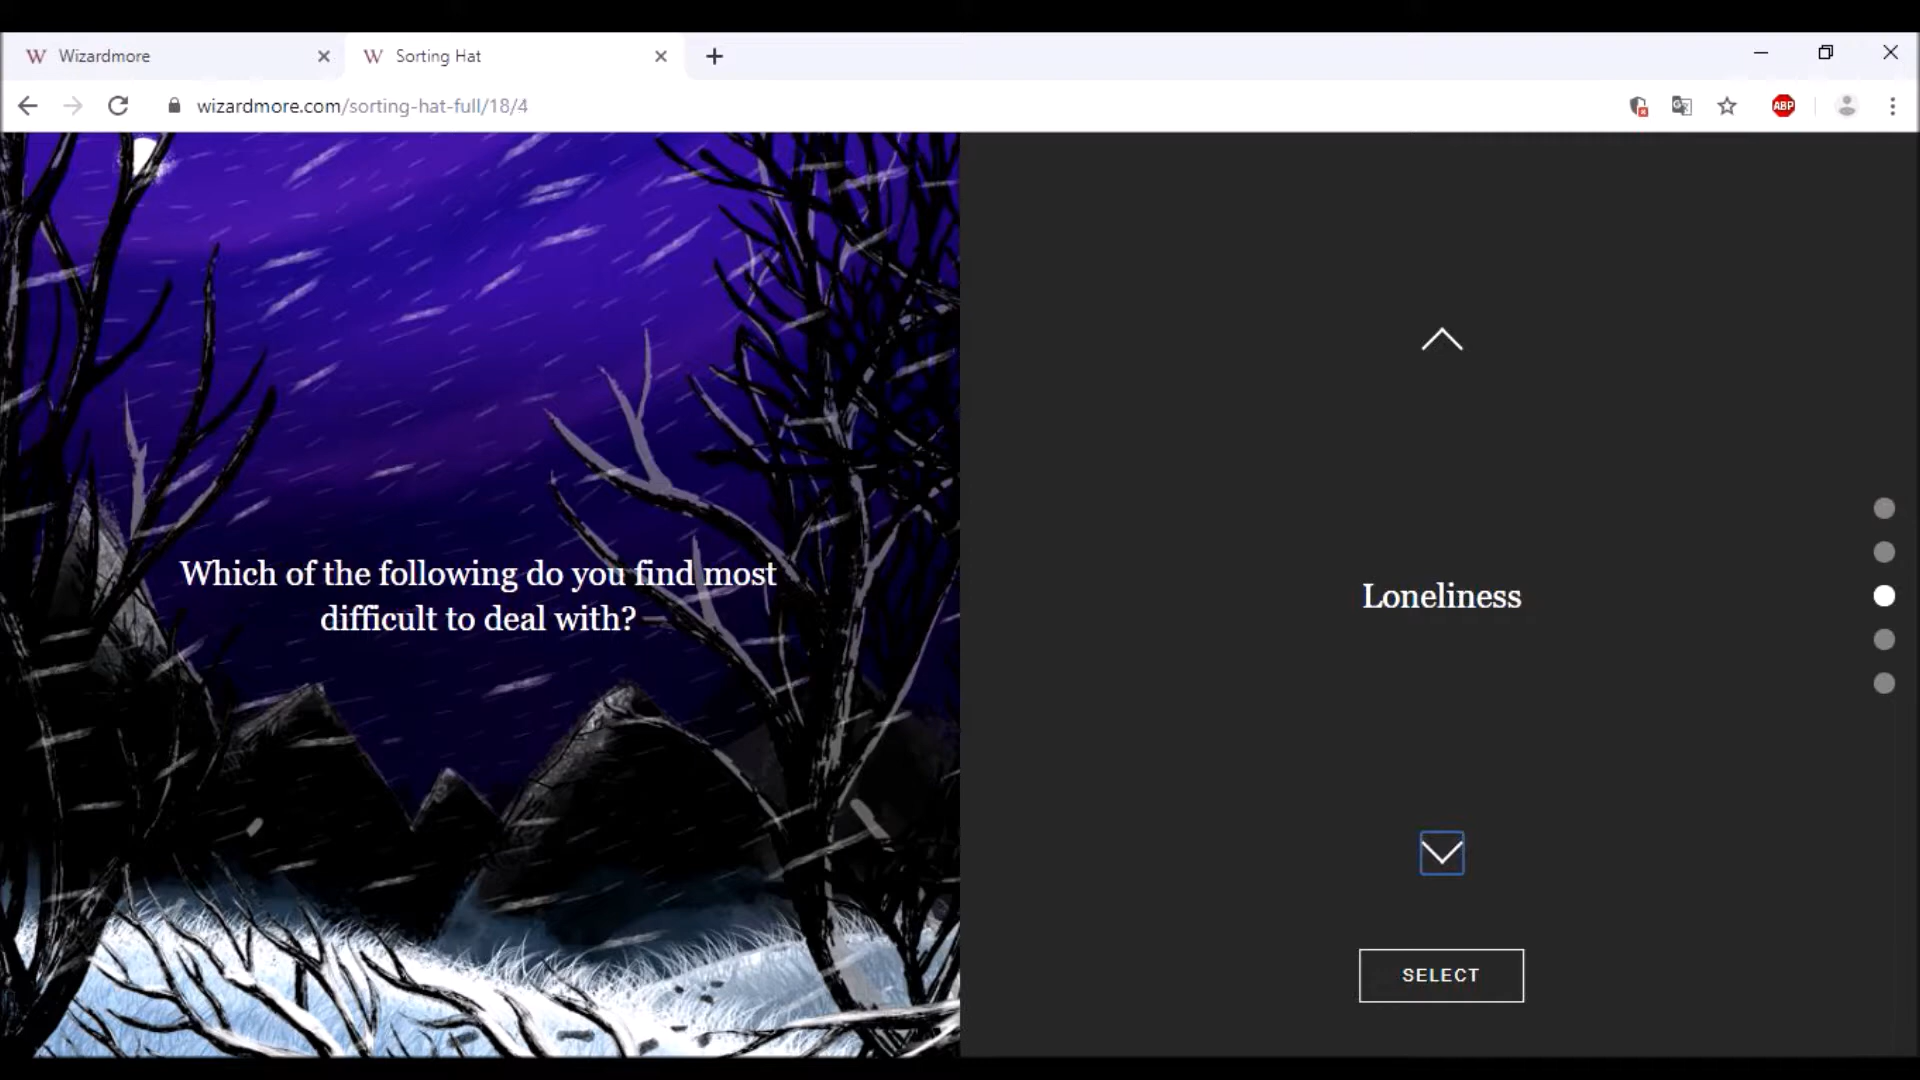 Wizardmore
Sorting Hat
wizardmore.com/sorting-hat-full/18/4
ABP
Which of the following do you find most
difficult to deal with?
Loneliness
SELECT